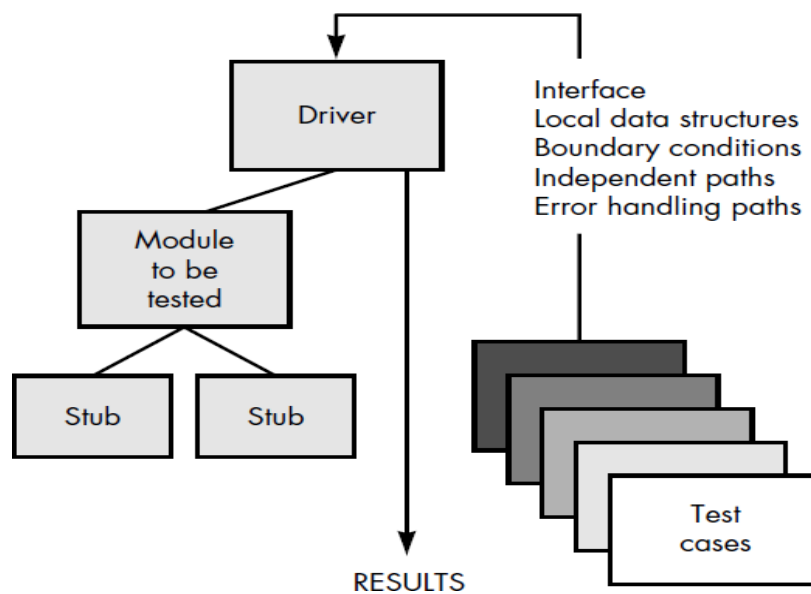 Driver
Interface
Local data structures
Boundary conditions
Independent paths
Error handling paths
Module
to be
tested
Stub
Stub
Test
cases
RESULTS